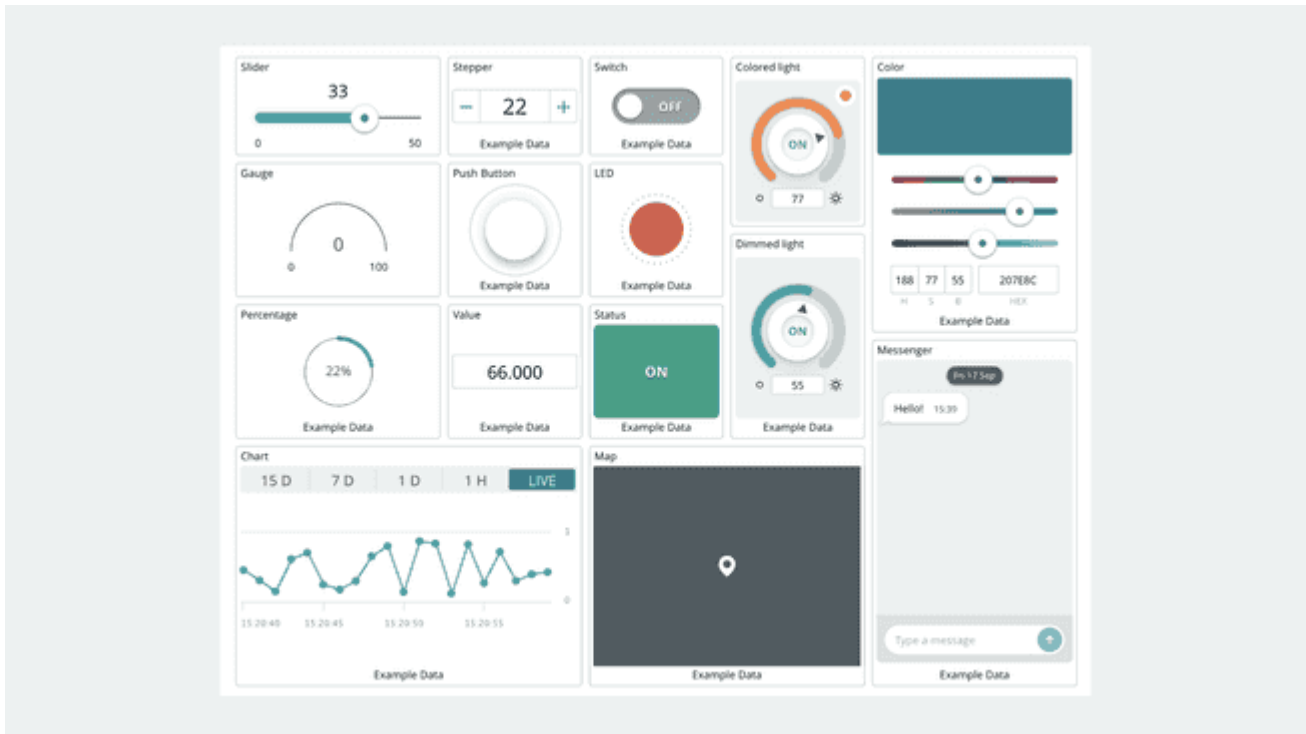 Slider
33
0 50
Stepper
− 22 +
Example Data
Switch
OFF
Example Data
Colored light
ON
77
Color
188 77 55 207E8C
H S B HEX
Example Data
Gauge
0
0 100
Push Button
Example Data
LED
Example Data
Dimmed light
ON
55
Example Data
Percentage
22%
Example Data
Value
66.000
Example Data
Status
ON
Example Data
Messenger
Fri 17 Sep
Hello! 15:39
Type a message
Example Data
Chart
15 D 7 D 1 D 1 H LIVE
1
0
15:20:40 15:20:45 15:20:50 15:20:55
Example Data
Map
Example Data